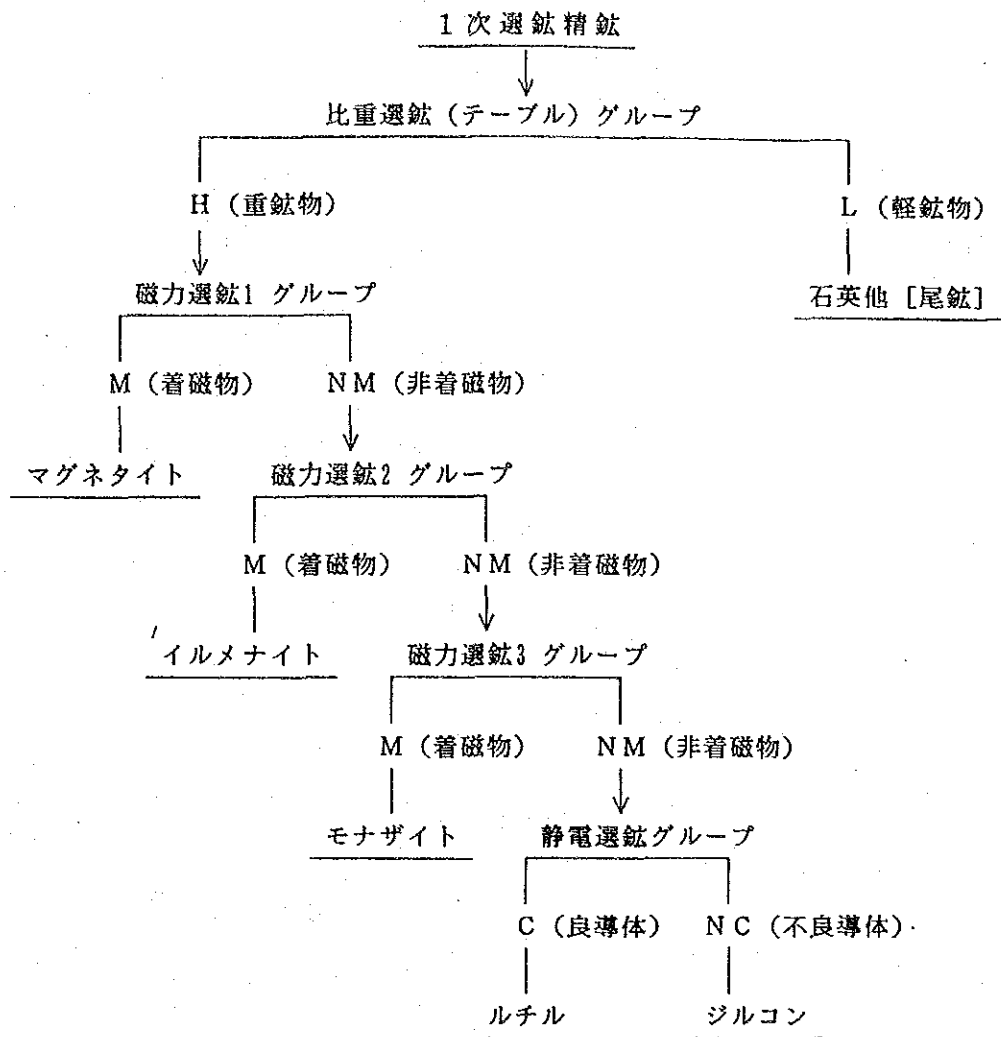 1次選鉱精鉱
比重選鉱(テーブル)グループ
H(重鉱物) L(軽鉱物)
磁力選鉱1 グループ 石英他[尾鉱]
M(着磁物) NM(非着磁物)
マグネタイト 磁力選鉱2 グループ
M(着磁物) NM(非着磁物)
イルメナイト 磁力選鉱3 グループ
M(着磁物) NM(非着磁物)
モナザイト 静電選鉱グループ
C(良導体) NC(不良導体)
ルチル ジルコン